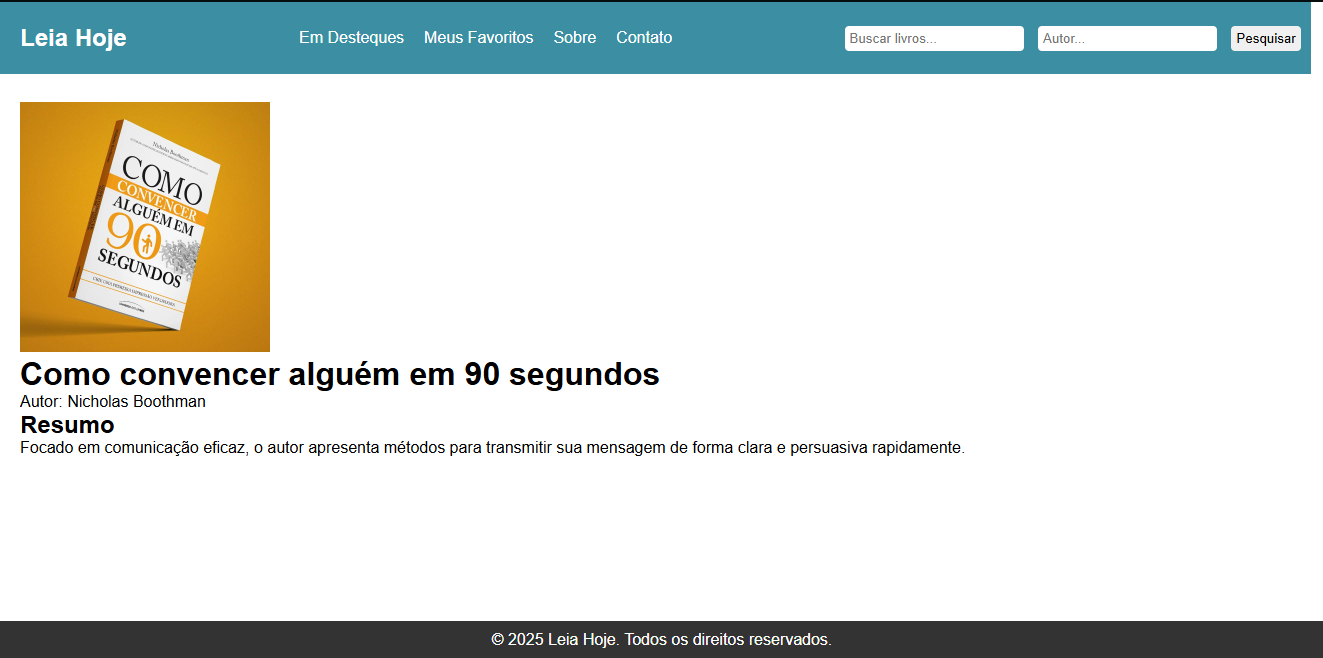 Leia Hoje
Em Desteques
Meus Favoritos
Sobre
Contato
Buscar livros...
Autor...
Pesquisar
Nicholas Boothman
COMO
CONVENCER
ALGUÉM EM
90
SEGUNDOS
Como convencer alguém em 90 segundos
Autor: Nicholas Boothman
Resumo
Focado em comunicação eficaz, o autor apresenta métodos para transmitir sua mensagem de forma clara e persuasiva rapidamente.
© 2025 Leia Hoje. Todos os direitos reservados.